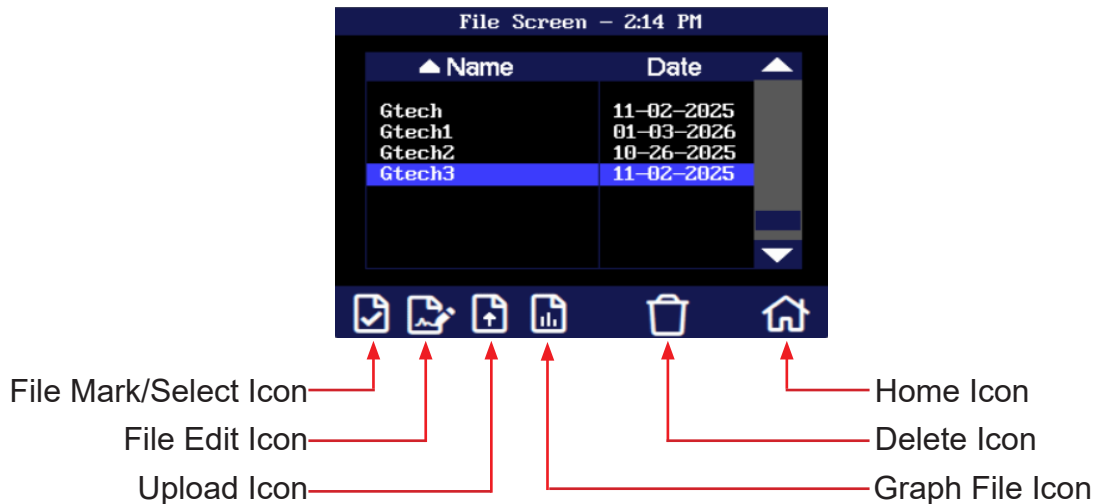 File Screen - 2:14 PM
Name Date
Gtech 11-02-2025
Gtech1 01-03-2026
Gtech2 10-26-2025
Gtech3 11-02-2025
File Mark/Select Icon Home Icon
File Edit Icon Delete Icon
Upload Icon Graph File Icon